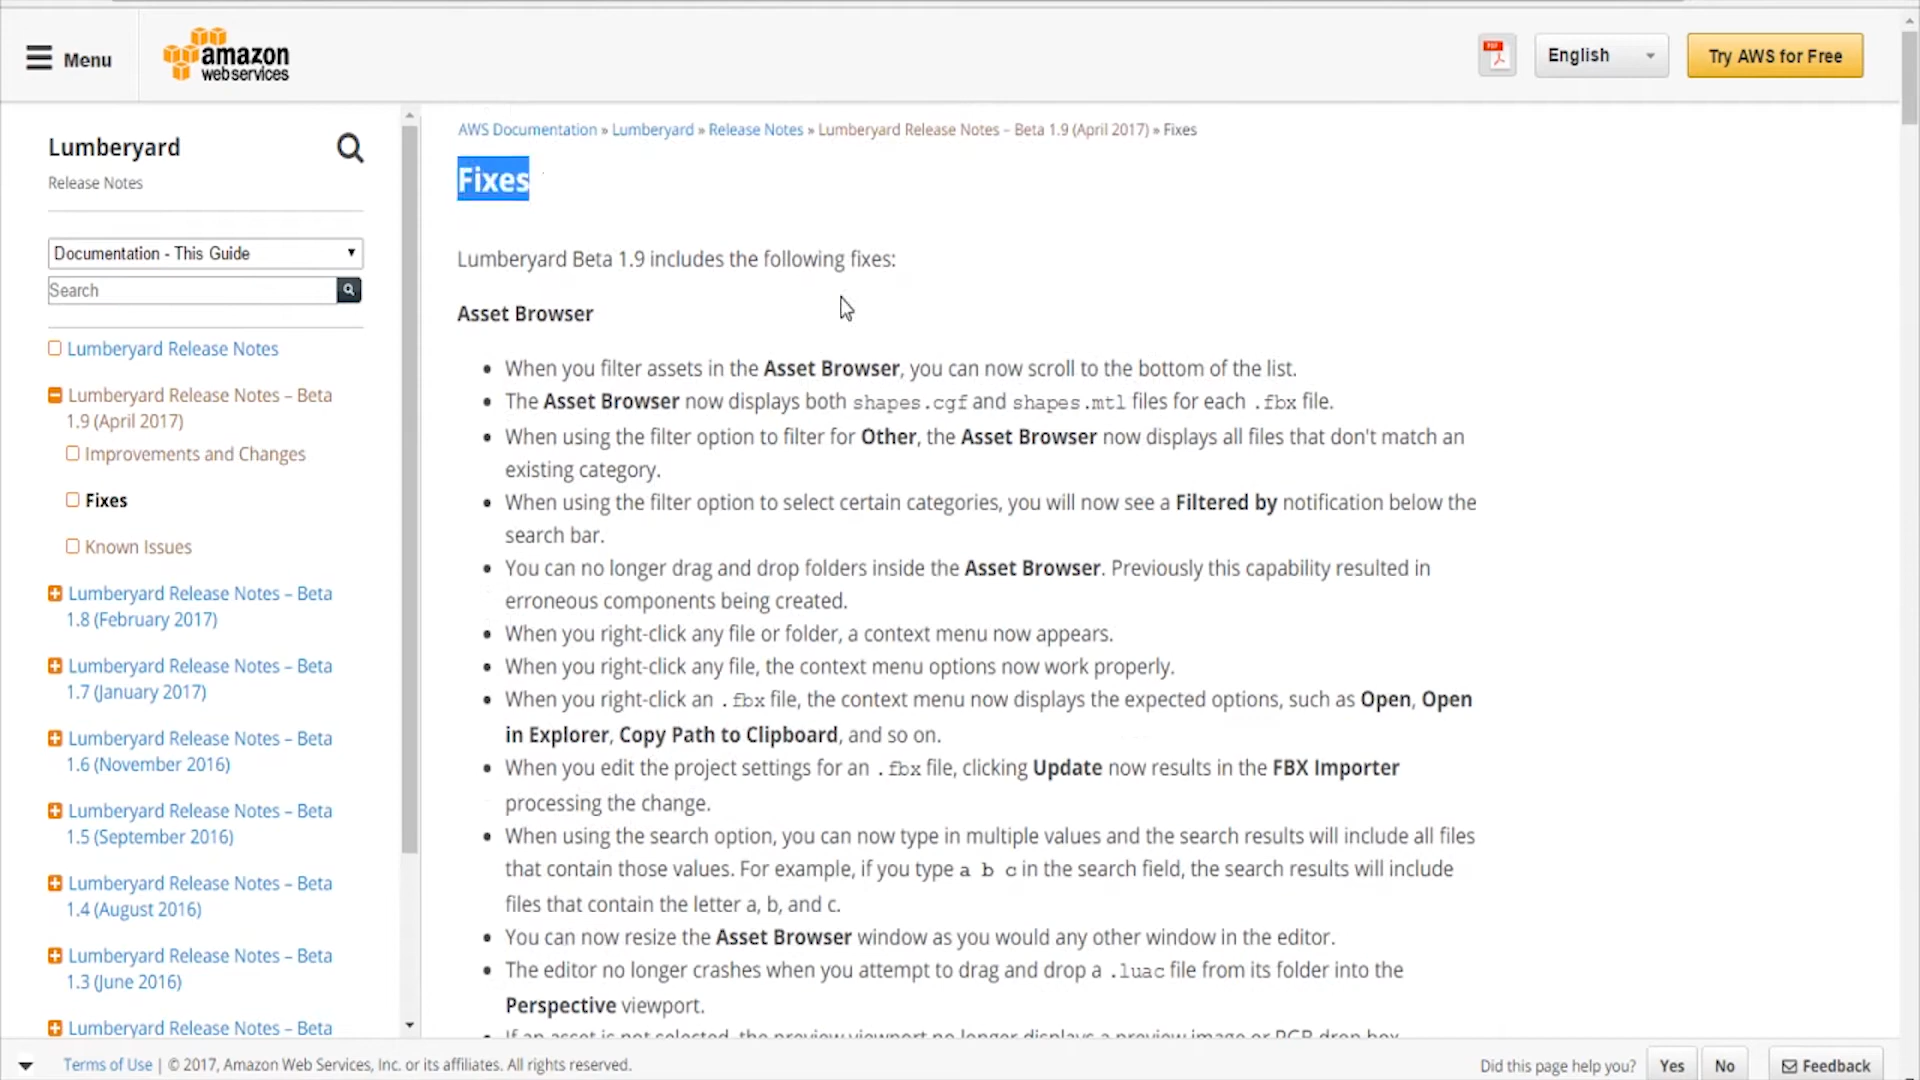 Menu
amazon
webservices
English
Try AWS for Free
Lumberyard
Release Notes
Documentation - This Guide
Search
Lumberyard Release Notes
Lumberyard Release Notes – Beta
1.9 (April 2017)
Improvements and Changes
Fixes
Known Issues
Lumberyard Release Notes – Beta
1.8 (February 2017)
Lumberyard Release Notes – Beta
1.7 (January 2017)
Lumberyard Release Notes – Beta
1.6 (November 2016)
Lumberyard Release Notes – Beta
1.5 (September 2016)
Lumberyard Release Notes – Beta
1.4 (August 2016)
Lumberyard Release Notes – Beta
1.3 (June 2016)
Lumberyard Release Notes – Beta
AWS Documentation » Lumberyard » Release Notes » Lumberyard Release Notes – Beta 1.9 (April 2017) » Fixes
Fixes
Lumberyard Beta 1.9 includes the following fixes:
Asset Browser
• When you filter assets in the Asset Browser, you can now scroll to the bottom of the list.
• The Asset Browser now displays both shapes.cgf and shapes.mtl files for each .fbx file.
• When using the filter option to filter for Other, the Asset Browser now displays all files that don't match an
existing category.
• When using the filter option to select certain categories, you will now see a Filtered by notification below the
search bar.
• You can no longer drag and drop folders inside the Asset Browser. Previously this capability resulted in
erroneous components being created.
• When you right-click any file or folder, a context menu now appears.
• When you right-click any file, the context menu options now work properly.
• When you right-click an .fbx file, the context menu now displays the expected options, such as Open, Open
in Explorer, Copy Path to Clipboard, and so on.
• When you edit the project settings for an .fbx file, clicking Update now results in the FBX Importer
processing the change.
• When using the search option, you can now type in multiple values and the search results will include all files
that contain those values. For example, if you type a b c in the search field, the search results will include
files that contain the letter a, b, and c.
• You can now resize the Asset Browser window as you would any other window in the editor.
• The editor no longer crashes when you attempt to drag and drop a .luac file from its folder into the
Perspective viewport.
• If an asset is not selected, the preview viewport no longer displays a preview image or RGB drop box
Terms of Use | © 2017, Amazon Web Services, Inc. or its affiliates. All rights reserved.
Did this page help you? Yes No Feedback